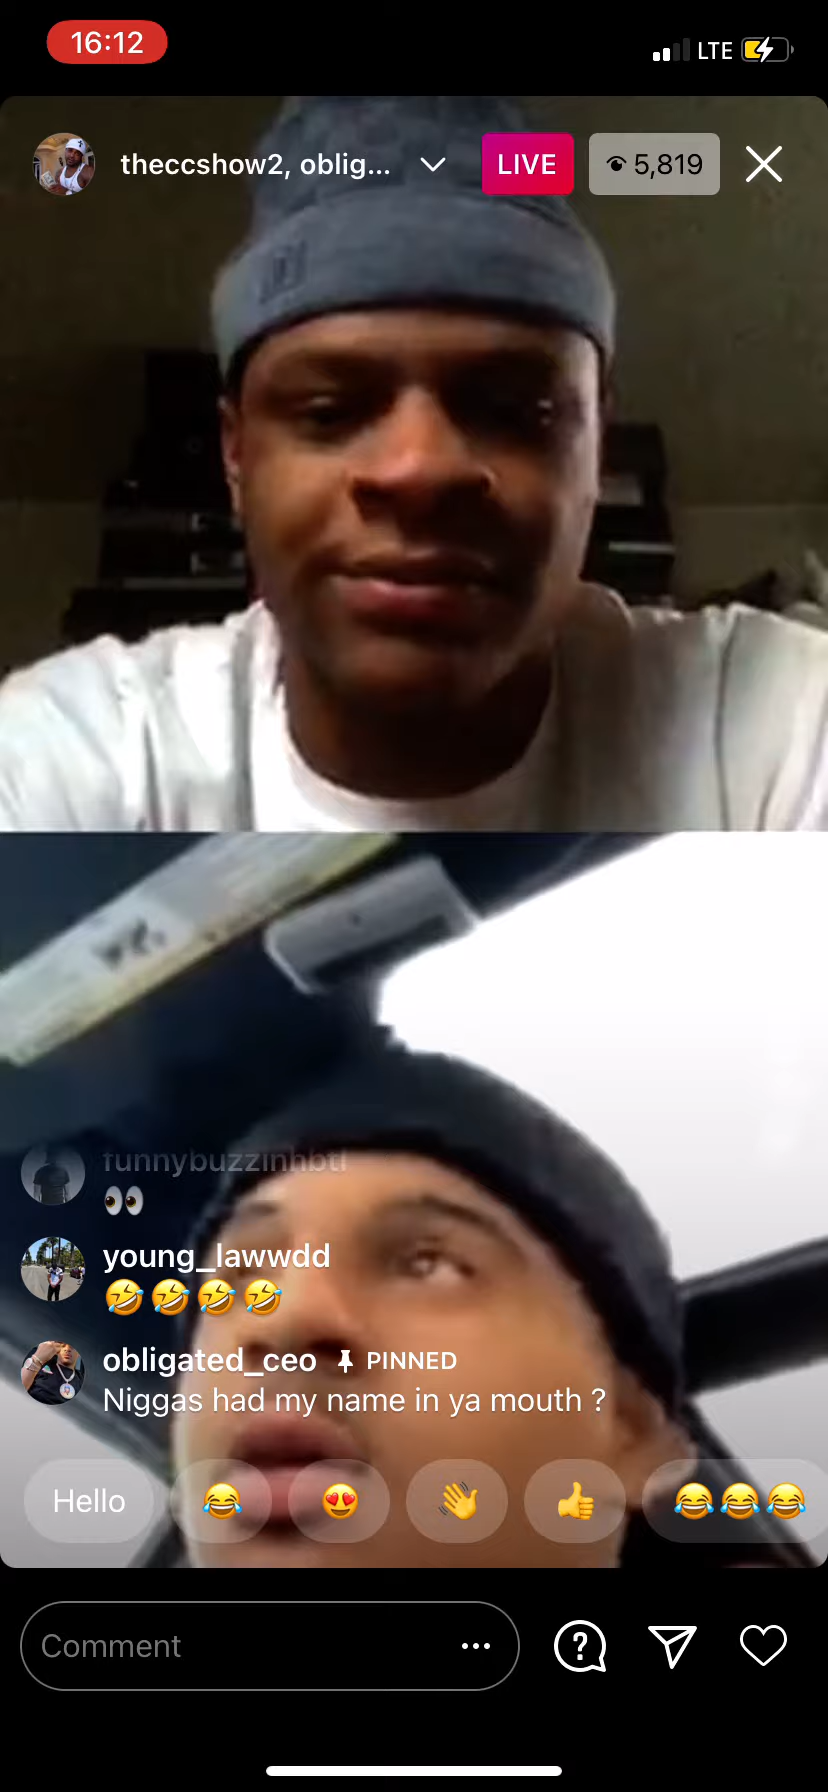 16:12
LTE
theccshow2, oblig...
LIVE
5,819
funnybuzzinhbtl
👀
young_lawwdd
🤣🤣🤣🤣
obligated_ceo PINNED
Niggas had my name in ya mouth ?
Hello 😂 😍 👋 👍 😂😂😂
Comment ...